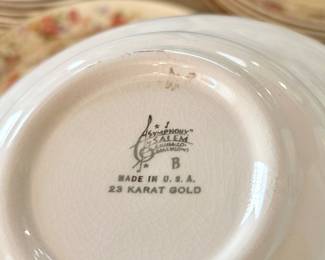 "SYMPHONY"
SALEM
B
MADE IN U.S.A.
23 KARAT GOLD